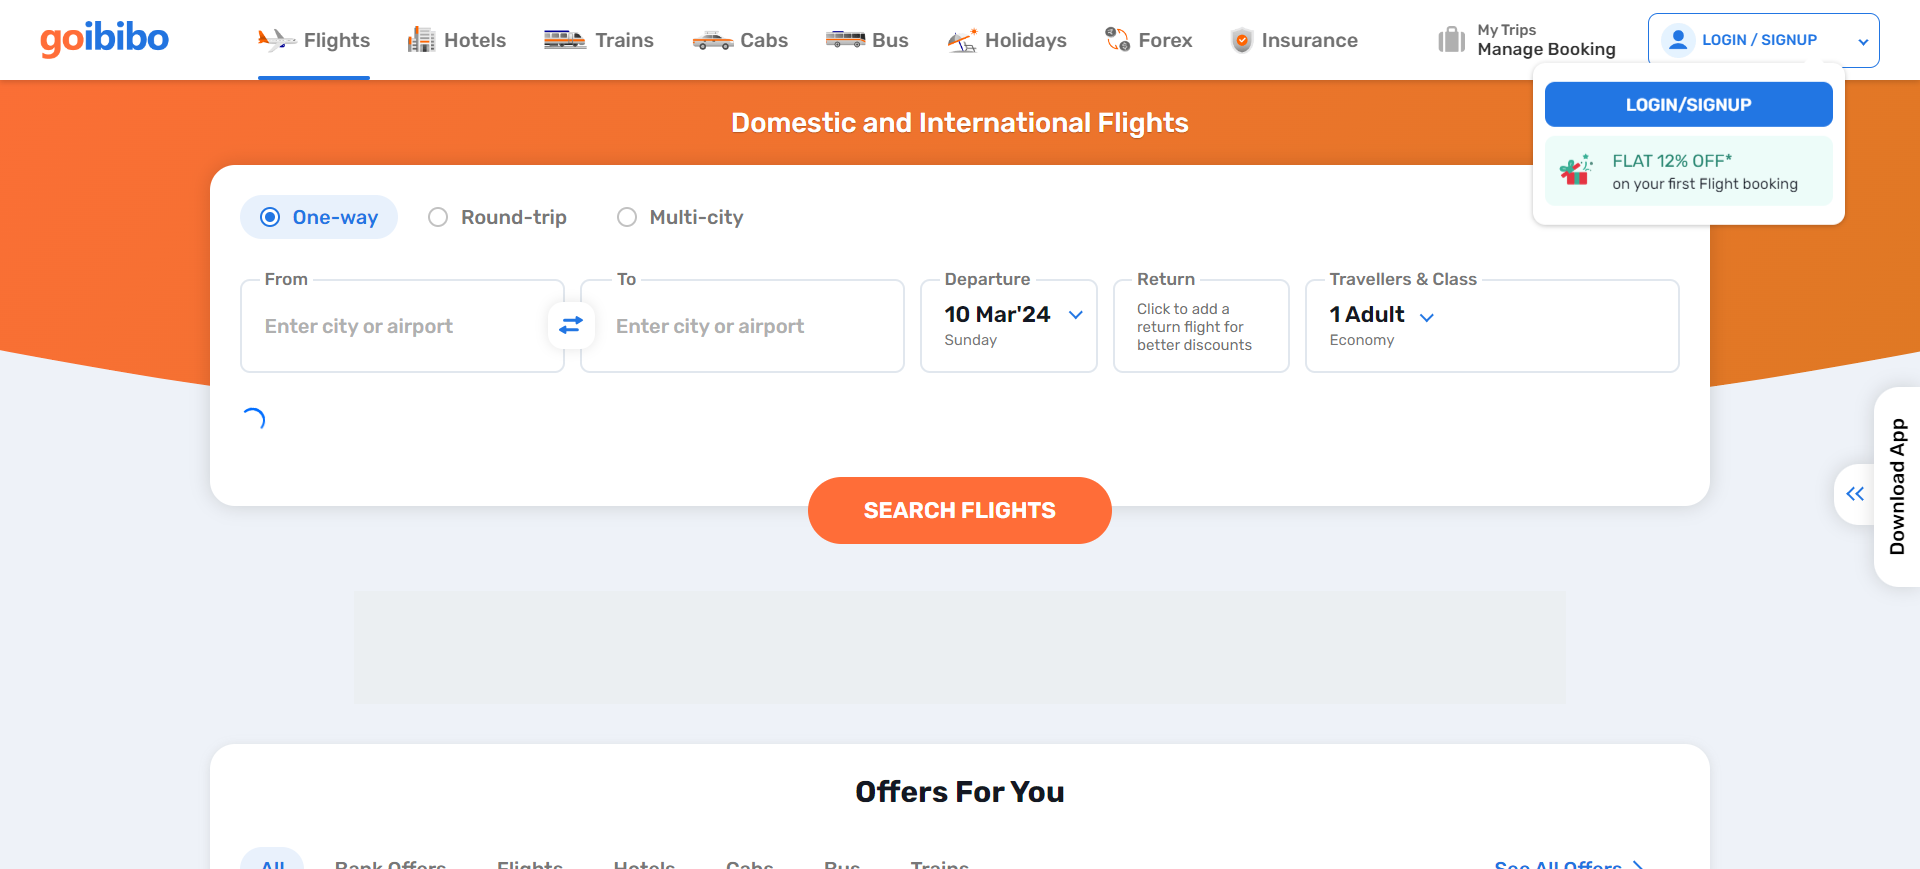 goibibo
Flights
Hotels
Trains
Cabs
Bus
Holidays
Forex
Insurance
My Trips
Manage Booking
LOGIN / SIGNUP
LOGIN/SIGNUP
FLAT 12% OFF*
on your first Flight booking
Domestic and International Flights
One-way
Round-trip
Multi-city
From
Enter city or airport
To
Enter city or airport
Departure
10 Mar'24
Sunday
Return
Click to add a
return flight for
better discounts
Travellers & Class
1 Adult
Economy
SEARCH FLIGHTS
Download App
Offers For You
All
Bank Offers
Flights
Hotels
Cabs
Bus
Trains
See All Offers